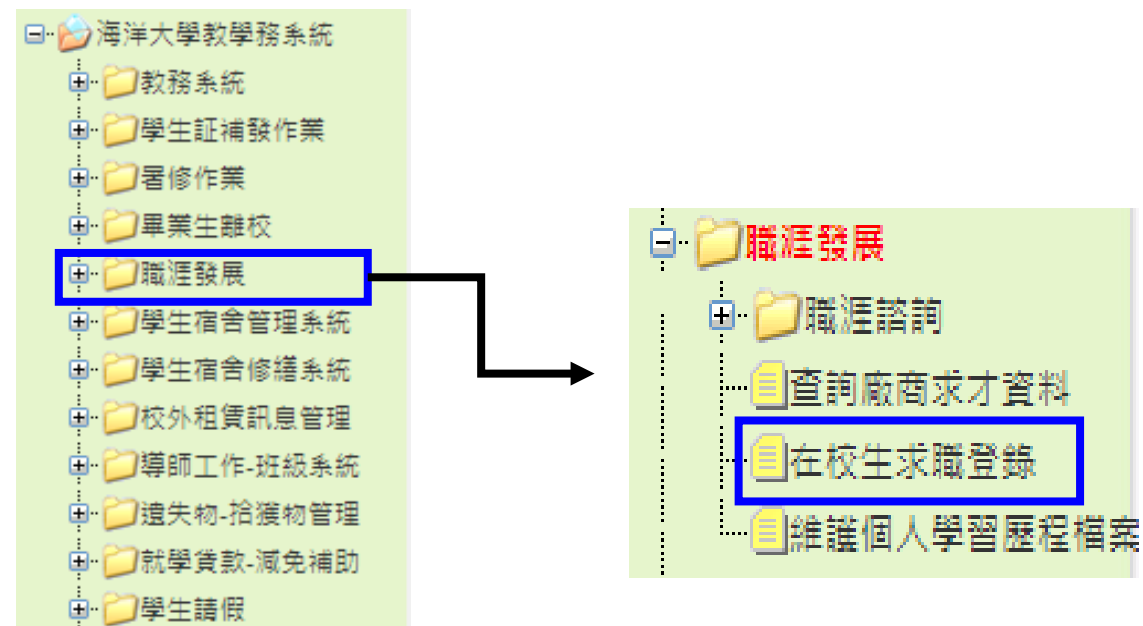 海洋大學教學務系統
教務系統
學生証補發作業
暑修作業
畢業生離校
職涯發展
學生宿舍管理系統
學生宿舍修繕系統
校外租賃訊息管理
導師工作-班級系統
遺失物-拾獲物管理
就學貸款-減免補助
學生請假
職涯發展
職涯諮詢
查詢廠商求才資料
在校生求職登錄
維護個人學習歷程檔案